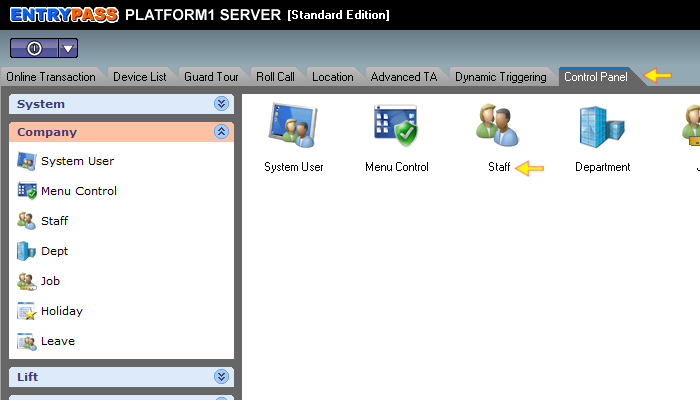 ENTRYPASS PLATFORM1 SERVER [Standard Edition]
Online Transaction Device List Guard Tour Roll Call Location Advanced TA Dynamic Triggering Control Panel
System
Company
System User
Menu Control
Staff
Dept
Job
Holiday
Leave
Lift
System User Menu Control Staff Department